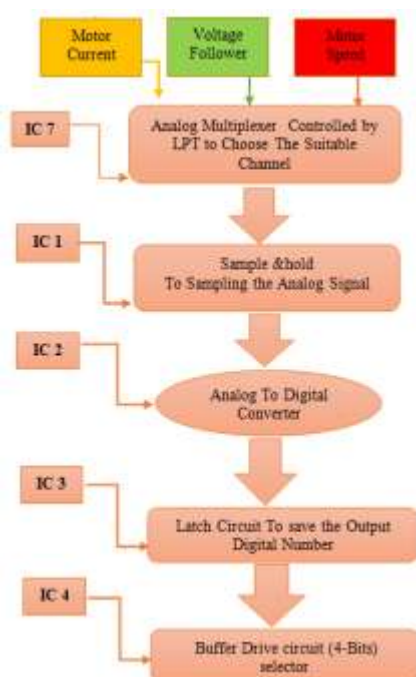 Motor
Current
Voltage
Follower
Motor
Speed
IC 7
Analog Multiplexer Controlled by
LPT to Choose The Suitable
Channel
IC 1
Sample &hold
To Sampling the Analog Signal
IC 2
Analog To Digital
Converter
IC 3
Latch Circuit To save the Output
Digital Number
IC 4
Buffer Drive circuit (4-Bits)
selector